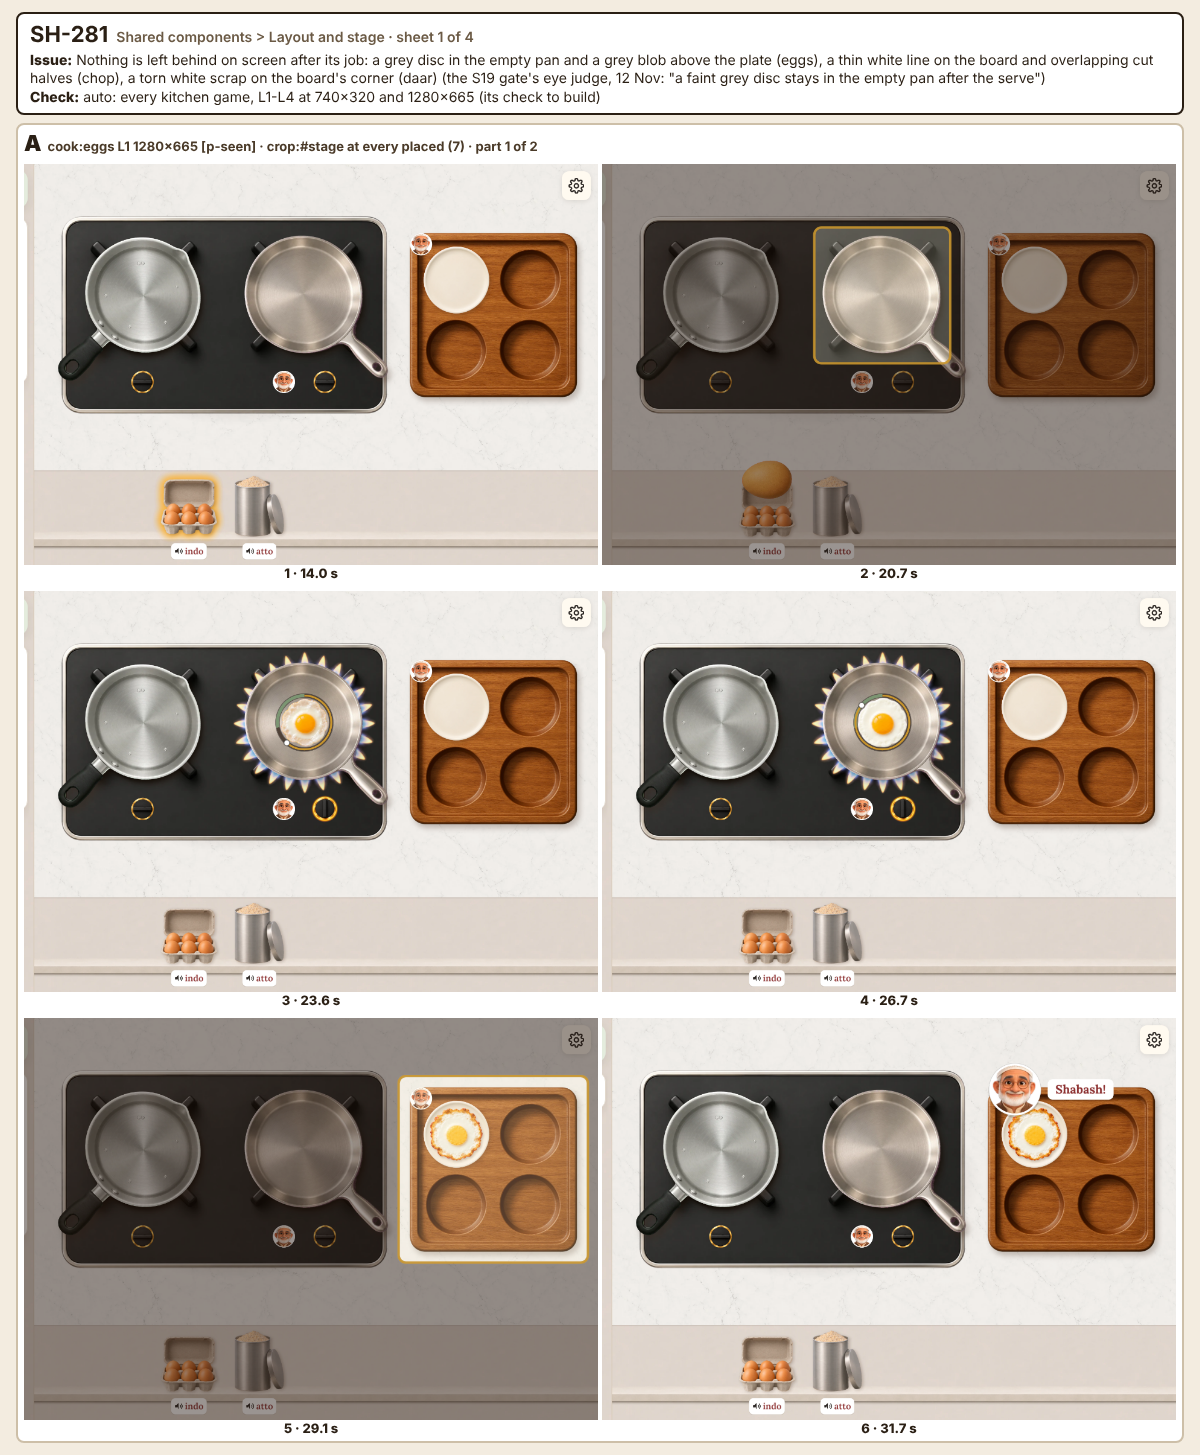 SH-281 Shared components > Layout and stage · sheet 1 of 4
Issue: Nothing is left behind on screen after its job: a grey disc in the empty pan and a grey blob above the plate (eggs), a thin white line on the board and overlapping cut
halves (chop), a torn white scrap on the board's corner (daar) (the S19 gate's eye judge, 12 Nov: "a faint grey disc stays in the empty pan after the serve")
Check: auto: every kitchen game, L1-L4 at 740×320 and 1280×665 (its check to build)
A cook:eggs L1 1280×665 [p-seen] · crop:#stage at every placed (7) · part 1 of 2
indo atto
indo atto
1 · 14.0 s
2 · 20.7 s
indo atto
indo atto
3 · 23.6 s
4 · 26.7 s
Shabash!
indo atto
indo atto
5 · 29.1 s
6 · 31.7 s